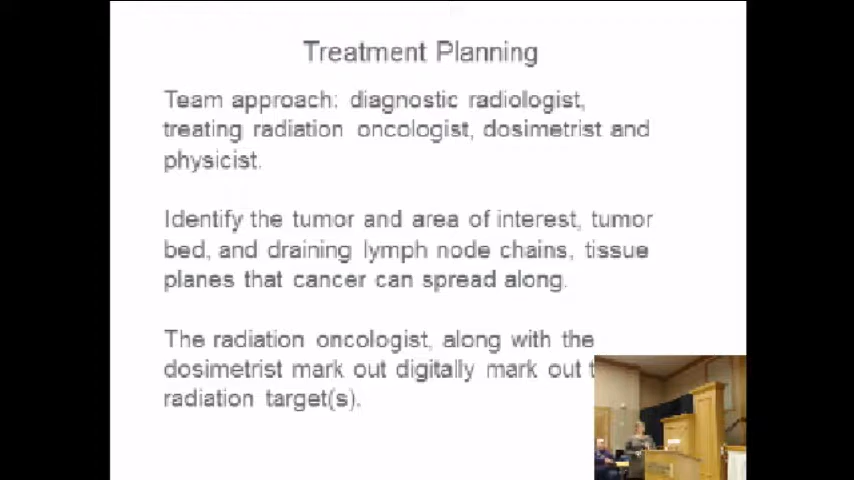 Treatment Planning
Team approach: diagnostic radiologist,
treating radiation oncologist, dosimetrist and
physicist.
Identify the tumor and area of interest, tumor
bed, and draining lymph node chains, tissue
planes that cancer can spread along.
The radiation oncologist, along with the
dosimetrist mark out digitally mark out
radiation target(s).